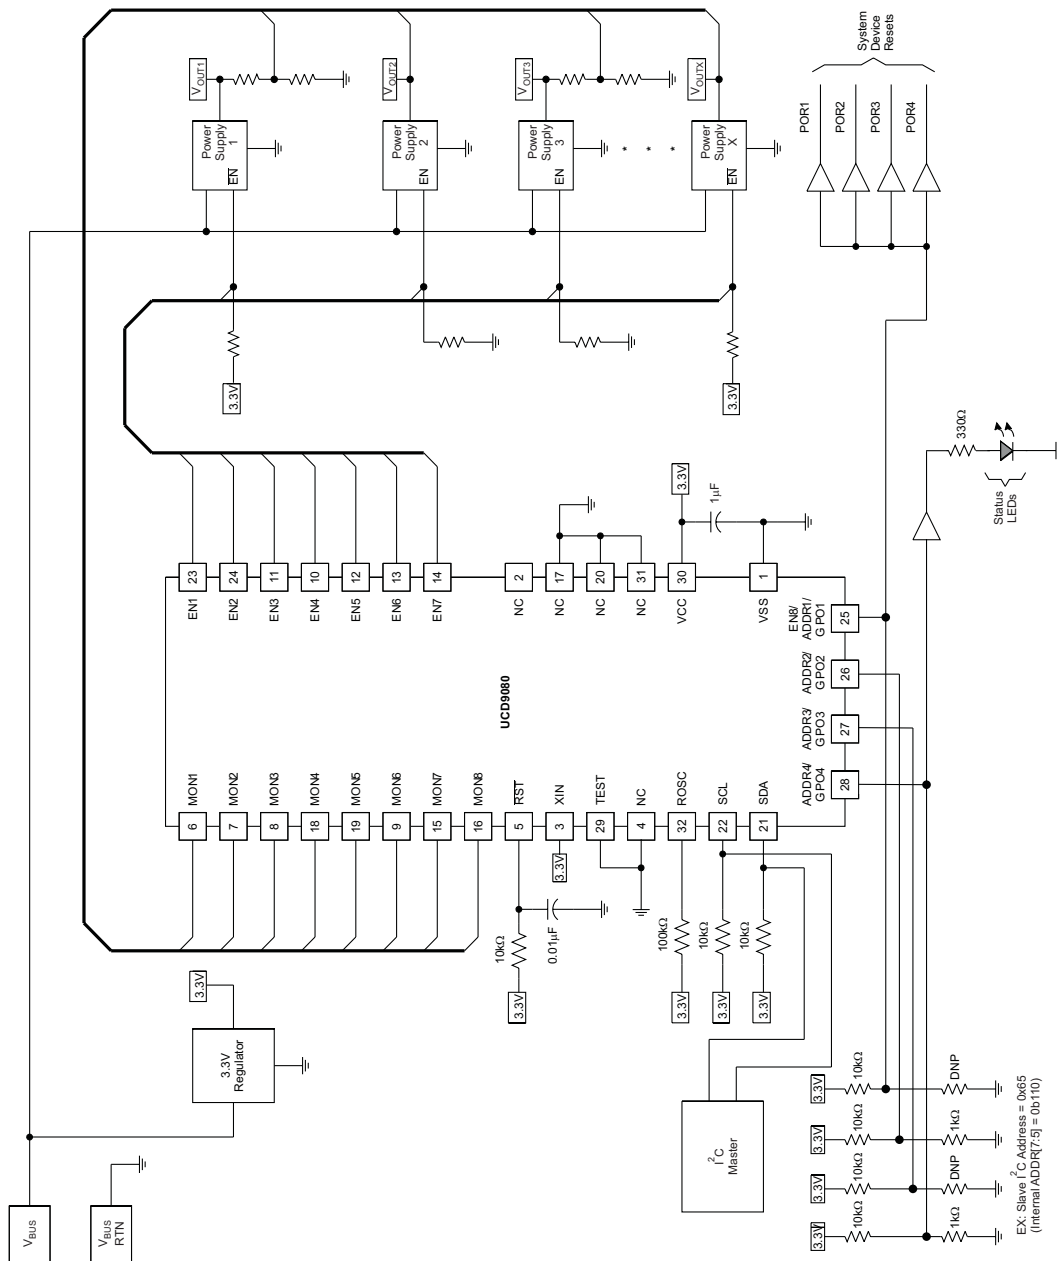 V_BUS
V_BUS
RTN
3.3V
Regulator
3.3V
MON1
6
MON2
7
MON3
8
MON4
18
MON5
19
MON6
9
MON7
15
MON8
16
RST
5
XIN
3
TEST
29
NC
4
ROSC
32
SCL
22
SDA
21
3.3V
10kΩ
0.01μF
3.3V
3.3V
100kΩ
3.3V
10kΩ
3.3V
10kΩ
I²C
Master
UCD9080
23
EN1
24
EN2
11
EN3
10
EN4
12
EN5
13
EN6
14
EN7
2
NC
17
NC
20
NC
31
NC
30
VCC
1
VSS
3.3V
1μF
EN8/
ADDR1/
GPO1
25
ADDR2/
GPO2
26
ADDR3/
GPO3
27
ADDR4/
GPO4
28
V_OUT1
Power
Supply
1
EN
3.3V
V_OUT2
Power
Supply
2
EN
V_OUT3
Power
Supply
3
EN
* * *
V_OUTX
Power
Supply
X
EN
3.3V
POR1
POR2
POR3
POR4
System
Device
Resets
330Ω
Status
LEDs
3.3V
10kΩ
1kΩ
3.3V
10kΩ
DNP
3.3V
10kΩ
1kΩ
3.3V
10kΩ
DNP
EX: Slave I²C Address = 0x65
(Internal ADDR[7:5] = 0b110)